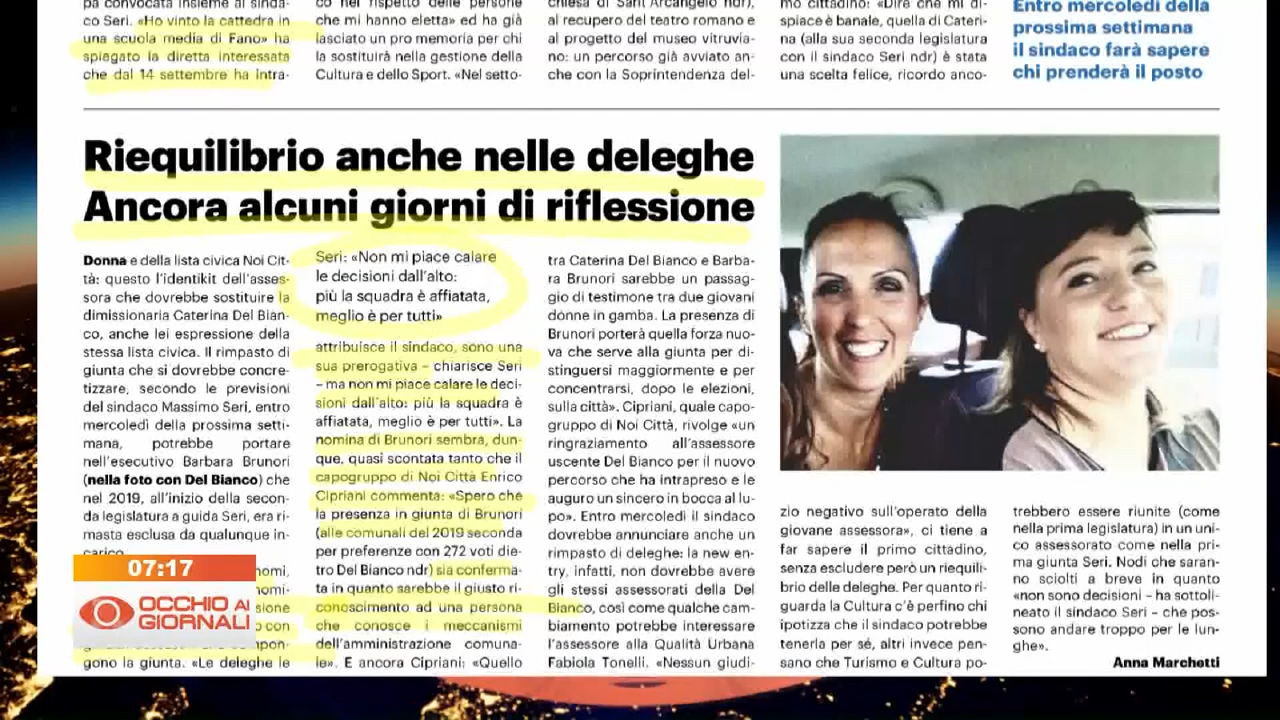 pa convocata insieme al sinda-
co Seri. «Ho vinto la cattedra in
una scuola media di Fano» ha
spiegato la diretta interessata
che dal 14 settembre ha intra-
co nel rispetto delle persone
che mi hanno eletta» ed ha già
lasciato un pro memoria per chi
la sostituirà nella gestione della
Cultura e dello Sport. «Nel setto-
chiesa di Sant'Arcangelo ndr),
al recupero del teatro romano e
al progetto del museo vitruvia-
no: un percorso già avviato an-
che con la Soprintendenza del-
mo cittadino: «Dire che mi di-
spiace è banale, quella di Cateri-
na (alla sua seconda legislatura
con il sindaco Seri ndr) è stata
una scelta felice, ricordo anco-
Entro mercoledì della
prossima settimana
il sindaco farà sapere
chi prenderà il posto
Riequilibrio anche nelle deleghe
Ancora alcuni giorni di riflessione
Donna e della lista civica Noi Cit-
tà: questo l'identikit dell'asses-
sora che dovrebbe sostituire la
dimissionaria Caterina Del Bian-
co, anche lei espressione della
stessa lista civica. Il rimpasto di
giunta che si dovrebbe concre-
tizzare, secondo le previsioni
del sindaco Massimo Seri, entro
mercoledì della prossima setti-
mana, potrebbe portare
nell'esecutivo Barbara Brunori
(nella foto con Del Bianco) che
nel 2019, all'inizio della secon-
da legislatura a guida Seri, era ri-
masta esclusa da qualunque in-
carico.
gono la giunta. «Le deleghe le
Seri: «Non mi piace calare
le decisioni dall'alto:
più la squadra è affiatata,
meglio è per tutti»
attribuisce il sindaco, sono una
sua prerogativa – chiarisce Seri
– ma non mi piace calare le deci-
sioni dall'alto: più la squadra è
affiatata, meglio è per tutti». La
nomina di Brunori sembra, dun-
que, quasi scontata tanto che il
capogruppo di Noi Città Enrico
Cipriani commenta: «Spero che
la presenza in giunta di Brunori
(alle comunali del 2019 seconda
per preferenze con 272 voti die-
tro Del Bianco ndr) sia conferma-
ta in quanto sarebbe il giusto ri-
conoscimento ad una persona
che conosce i meccanismi
dell'amministrazione comuna-
le». E ancora Cipriani: «Quello
tra Caterina Del Bianco e Barba-
ra Brunori sarebbe un passag-
gio di testimone tra due giovani
donne in gamba. La presenza di
Brunori porterà quella forza nuo-
va che serve alla giunta per di-
stinguersi maggiormente e per
concentrarsi, dopo le elezioni,
sulla città». Cipriani, quale capo-
gruppo di Noi Città, rivolge «un
ringraziamento all'assessore
uscente Del Bianco per il nuovo
percorso che ha intrapreso e le
auguro un sincero in bocca al lu-
po». Entro mercoledì il sindaco
dovrebbe annunciare anche un
rimpasto di deleghe: la new en-
try, infatti, non dovrebbe avere
gli stessi assessorati della Del
Bianco, così come qualche cam-
biamento potrebbe interessare
l'assessore alla Qualità Urbana
Fabiola Tonelli. «Nessun giudi-
zio negativo sull'operato della
giovane assessora», ci tiene a
far sapere il primo cittadino,
senza escludere però un riequili-
brio delle deleghe. Per quanto ri-
guarda la Cultura c'è perfino chi
ipotizza che il sindaco potrebbe
tenerla per sé, altri invece pen-
sano che Turismo e Cultura po-
trebbero essere riunite (come
nella prima legislatura) in un uni-
co assessorato come nella pri-
ma giunta Seri. Nodi che saran-
no sciolti a breve in quanto
«non sono decisioni – ha sottoli-
neato il sindaco Seri – che pos-
sono andare troppo per le lun-
ghe».
Anna Marchetti
07:17
OCCHIO AI
GIORNALI